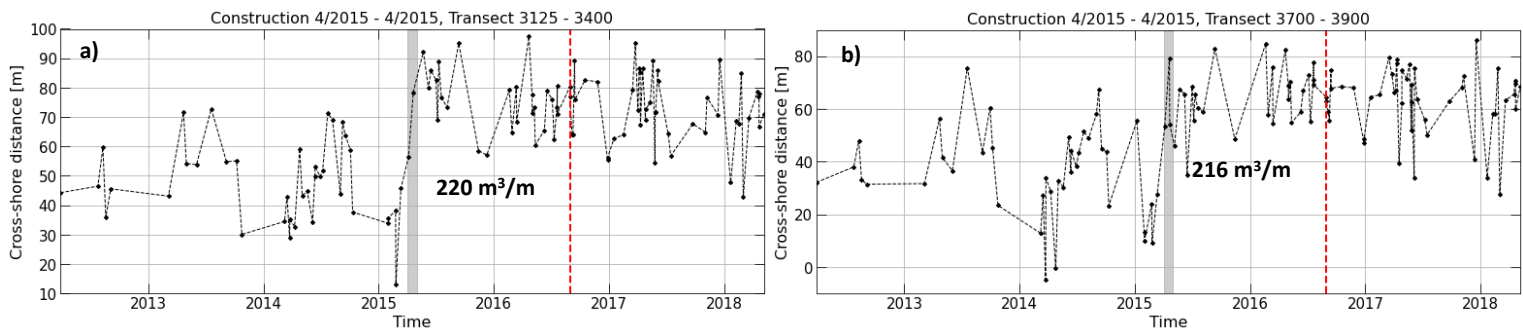 Construction 4/2015 - 4/2015, Transect 3125 - 3400
a)
Cross-shore distance [m]
100
90
80
70
60
50
40
30
20
10
220 m³/m
2013 2014 2015 2016 2017 2018
Time
Construction 4/2015 - 4/2015, Transect 3700 - 3900
b)
Cross-shore distance [m]
80
60
40
20
0
216 m³/m
2013 2014 2015 2016 2017 2018
Time